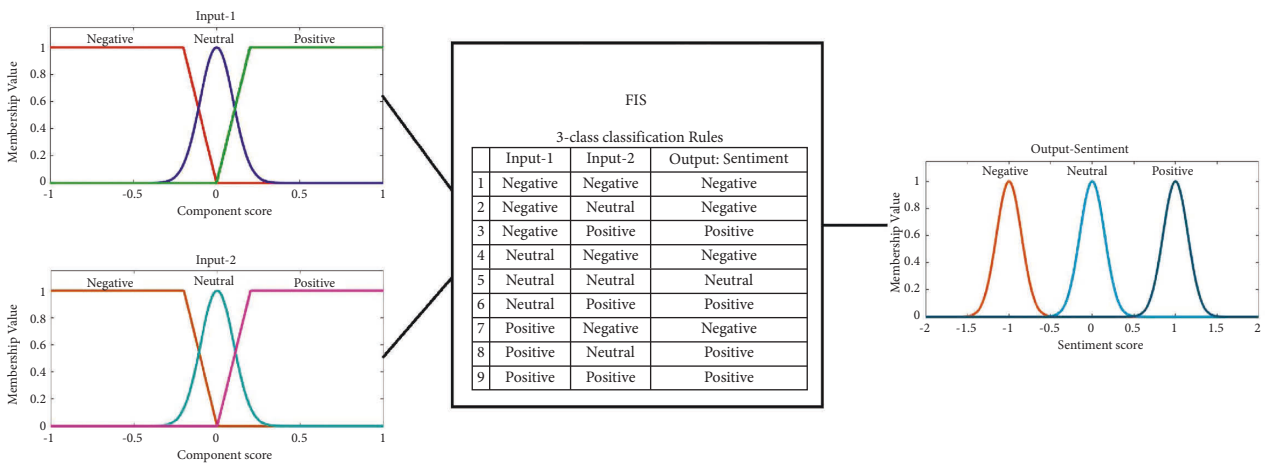 Input-1
Negative Neutral Positive
1
0.8
0.6
0.4
0.2
0
Membership Value
-1 -0.5 0 0.5 1
Component score
Input-2
Negative Neutral Positive
1
0.8
0.6
0.4
0.2
0
Membership Value
-1 -0.5 0 0.5 1
Component score
FIS
3-class classification Rules
Input-1 Input-2 Output: Sentiment
1 Negative Negative Negative
2 Negative Neutral Negative
3 Negative Positive Positive
4 Neutral Negative Negative
5 Neutral Neutral Neutral
6 Neutral Positive Positive
7 Positive Negative Negative
8 Positive Neutral Positive
9 Positive Positive Positive
Output-Sentiment
Negative Neutral Positive
1
0.8
0.6
0.4
0.2
0
Membership Value
-2 -1.5 -1 -0.5 0 0.5 1 1.5 2
Sentiment score